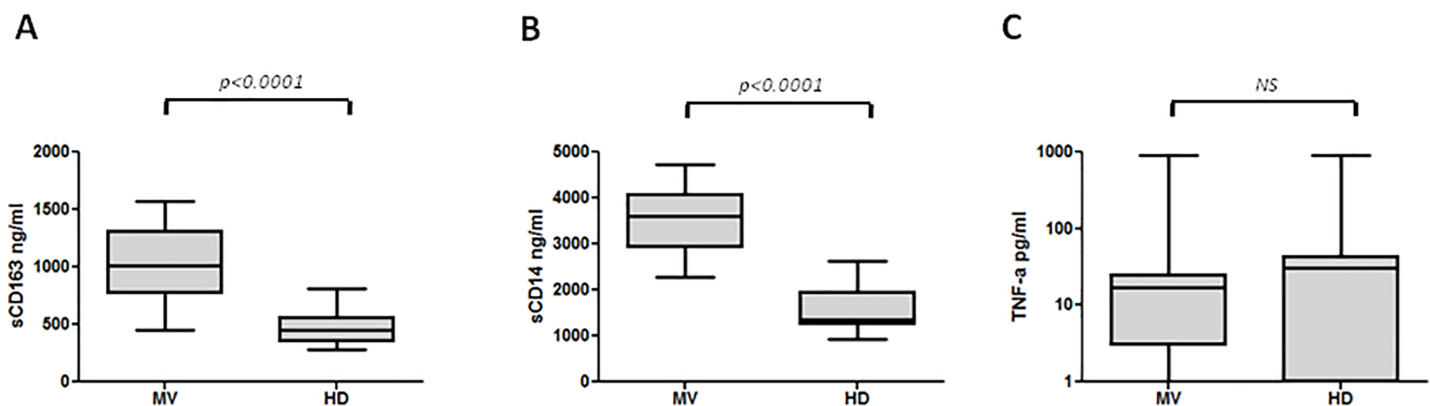 A
p<0.0001
sCD163 ng/ml
2000
1500
1000
500
0
MV
HD
B
p<0.0001
sCD14 ng/ml
5000
4000
3000
2000
1000
0
MV
HD
C
NS
TNF-a pg/ml
1000
100
10
1
MV
HD